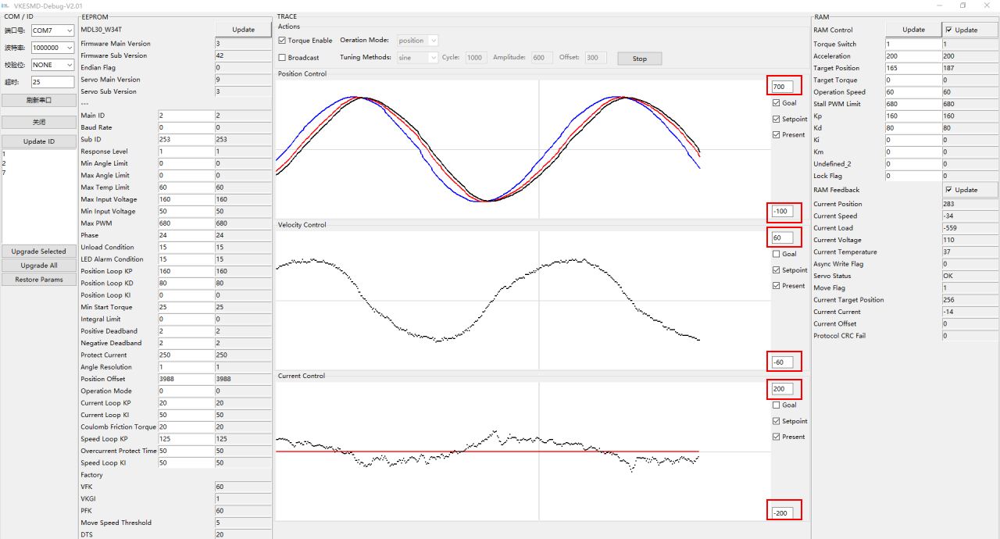 VKESMD-Debug-V2.01
COM / ID
端口号: COM7
波特率: 1000000
校验位: NONE
超时: 25
刷新串口
关闭
Update ID
1
2
7
Upgrade Selected
Upgrade All
Restore Params
EEPROM
MDL30_W34T Update
Firmware Main Version 3
Firmware Sub Version 42
Endian Flag 0
Servo Main Version 9
Servo Sub Version 3
---
Main ID 2 2
Baud Rate 0 0
Sub ID 253 253
Response Level 1 1
Min Angle Limit 0 0
Max Angle Limit 0 0
Max Temp Limit 60 60
Max Input Voltage 160 160
Min Input Voltage 50 50
Max PWM 680 680
Phase 24 24
Unload Condition 15 15
LED Alarm Condition 15 15
Position Loop KP 160 160
Position Loop KD 80 80
Position Loop KI 0 0
Min Start Torque 25 25
Integral Limit 0 0
Positive Deadband 2 2
Negative Deadband 2 2
Protect Current 250 250
Angle Resolution 1 1
Position Offset 3988 3988
Operation Mode 0 0
Current Loop KP 20 20
Current Loop KI 50 50
Coulomb Friction Torque 20 20
Speed Loop KP 125 125
Overcurrent Protect Time 50 50
Speed Loop KI 50 50
Factory
VFK 60
VKGI 1
PFK 60
Move Speed Threshold 5
DTS 20
TRACE
Actions
Torque Enable Oeration Mode: position
Broadcast Tuning Methods: sine Cycle: 1000 Amplitude: 600 Offset: 300 Stop
Position Control
700
Goal
Setpoint
Present
-100
Velocity Control
60
Goal
Setpoint
Present
-60
Current Control
200
Goal
Setpoint
Present
-200
RAM
RAM Control Update Update
Torque Switch 1 1
Acceleration 200 200
Target Position 165 187
Target Torque 0 0
Operation Speed 60 60
Stall PWM Limit 680 680
Kp 160 160
Kd 80 80
Ki 0 0
Km 0 0
Undefined_2 0 0
Lock Flag 0 0
RAM Feedback Update
Current Position 283
Current Speed -34
Current Load -559
Current Voltage 110
Current Temperature 37
Async Write Flag 0
Servo Status OK
Move Flag 1
Current Target Position 256
Current Current -14
Current Offset 0
Protocol CRC Fail 0